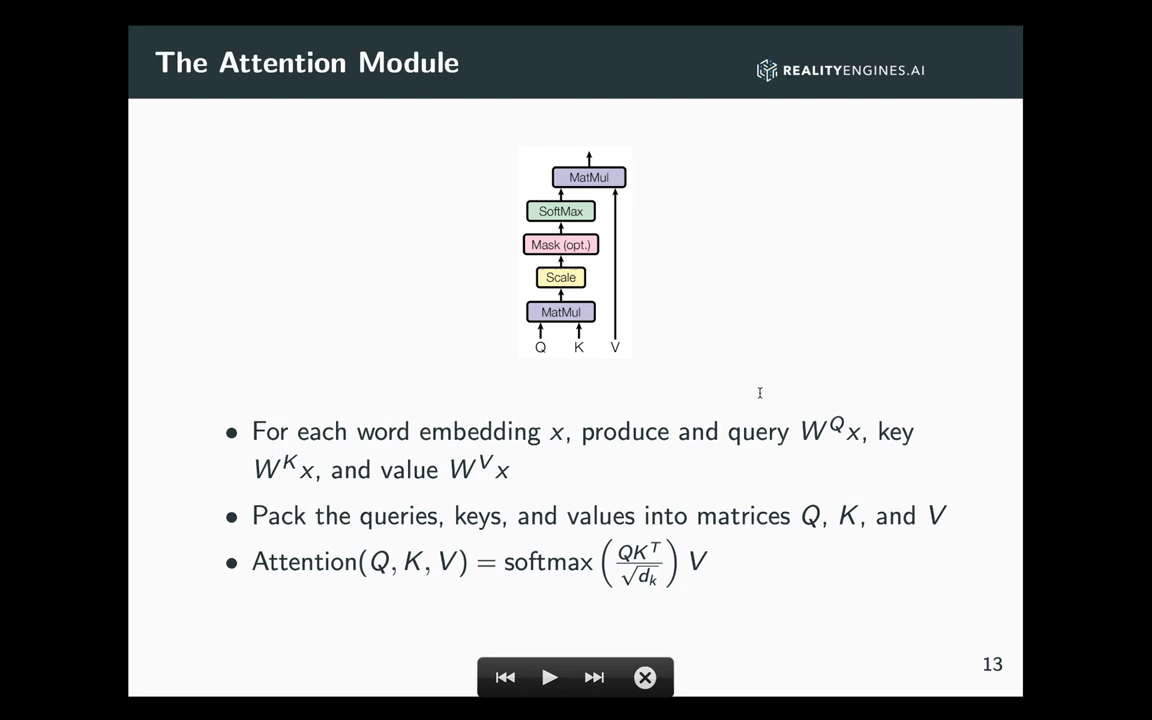 The Attention Module
REALITYENGINES.AI
MatMul
SoftMax
Mask (opt.)
Scale
MatMul
Q K V
• For each word embedding x, produce and query W^Q x, key
W^K x, and value W^V x
• Pack the queries, keys, and values into matrices Q, K, and V
• Attention(Q, K, V) = softmax(QK^T / √d_k) V
13